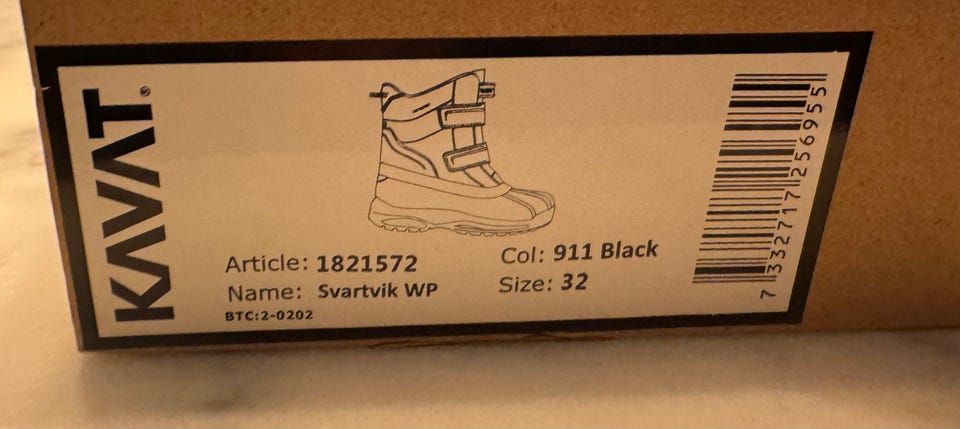 KAVAT®
Article: 1821572
Name: Svartvik WP
BTC:2-0202
Col: 911 Black
Size: 32
7 332717 256955